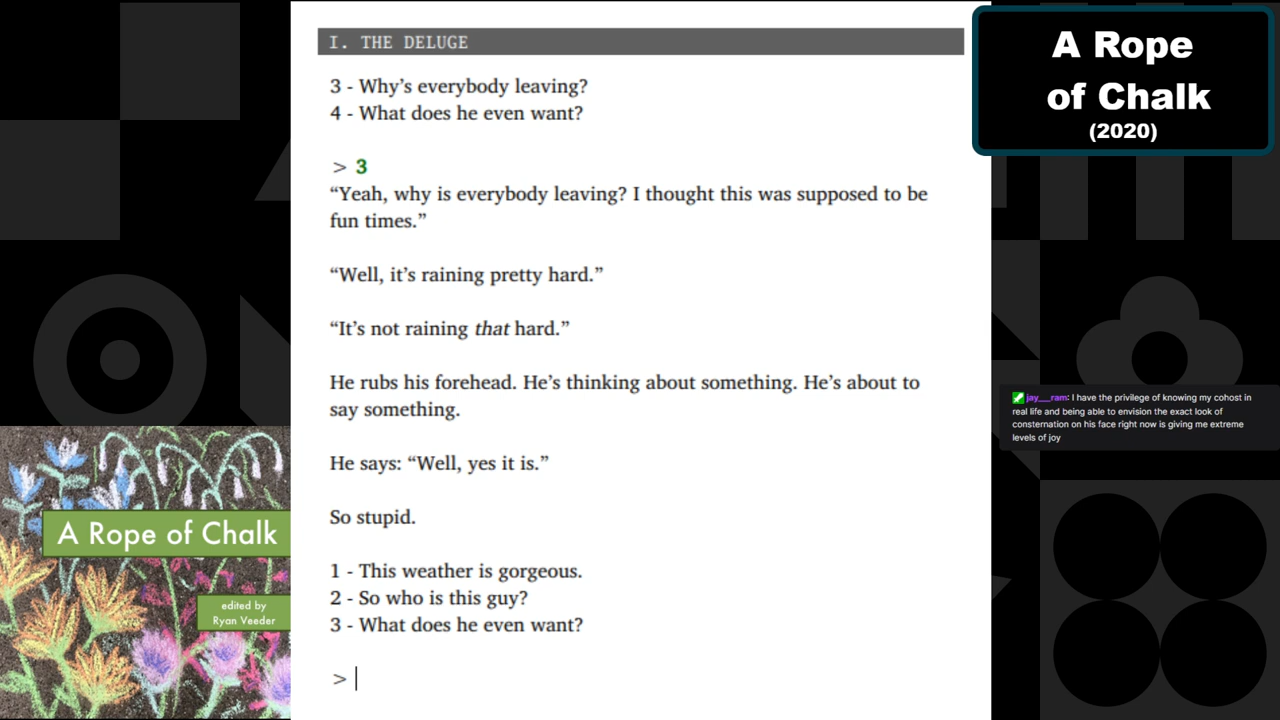 I. THE DELUGE
3 - Why’s everybody leaving?
4 - What does he even want?
> 3
“Yeah, why is everybody leaving? I thought this was supposed to be
fun times.”
“Well, it’s raining pretty hard.”
“It’s not raining that hard.”
He rubs his forehead. He’s thinking about something. He’s about to
say something.
He says: “Well, yes it is.”
So stupid.
1 - This weather is gorgeous.
2 - So who is this guy?
3 - What does he even want?
>
A Rope
of Chalk
(2020)
jay__ram: I have the privilege of knowing my cohost in
real life and being able to envision the exact look of
consternation on his face right now is giving me extreme
levels of joy
A Rope of Chalk
edited by
Ryan Veeder